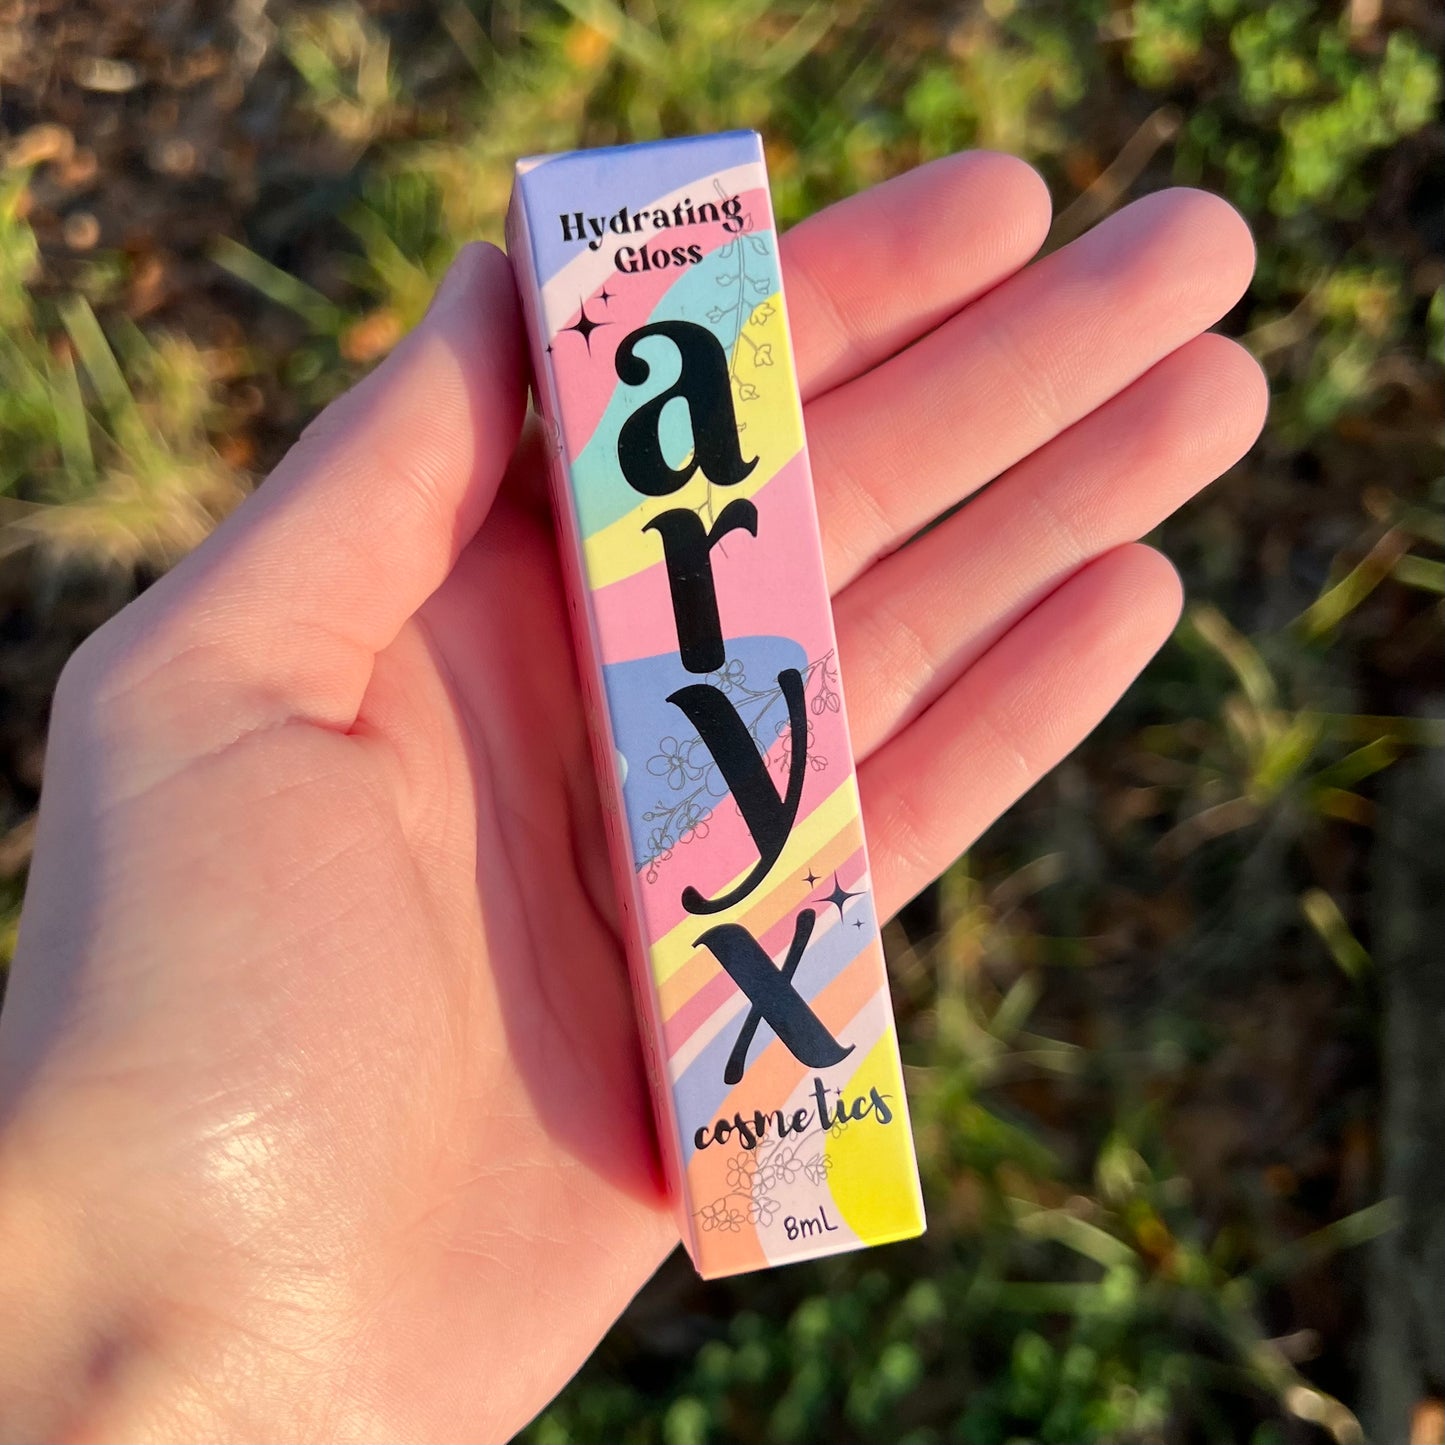 Hydrating
Gloss
aryx
cosmetics
8mL